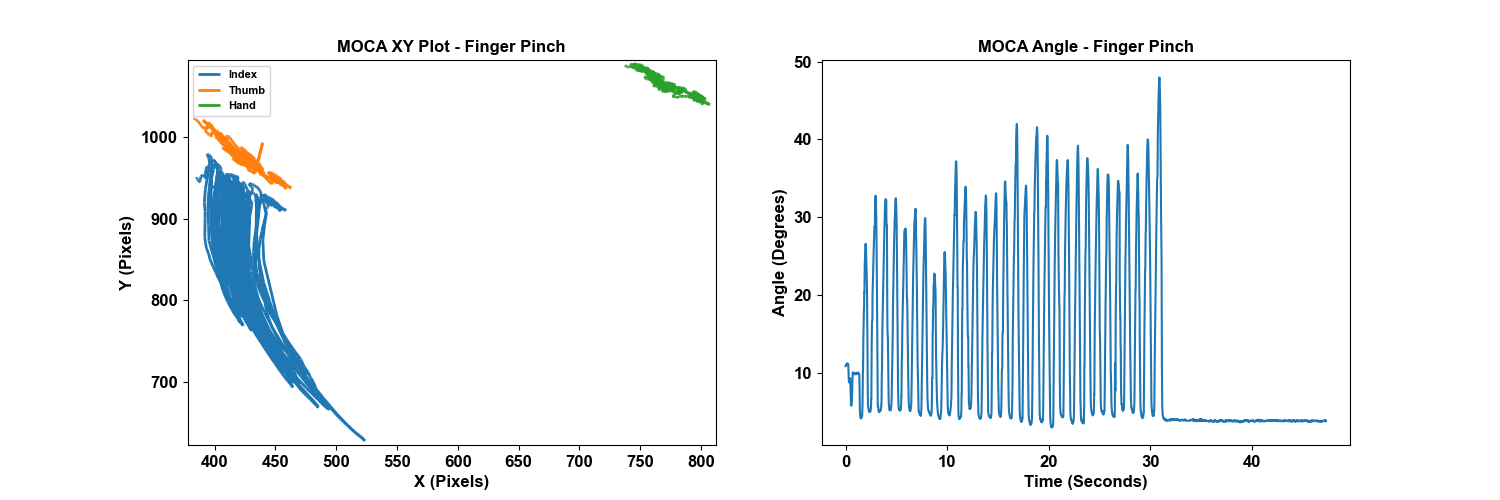 MOCA XY Plot - Finger Pinch
Index
Thumb
Hand
1000
900
800
700
Y (Pixels)
400 450 500 550 600 650 700 750 800
X (Pixels)
MOCA Angle - Finger Pinch
50
40
30
20
10
Angle (Degrees)
0 10 20 30 40
Time (Seconds)